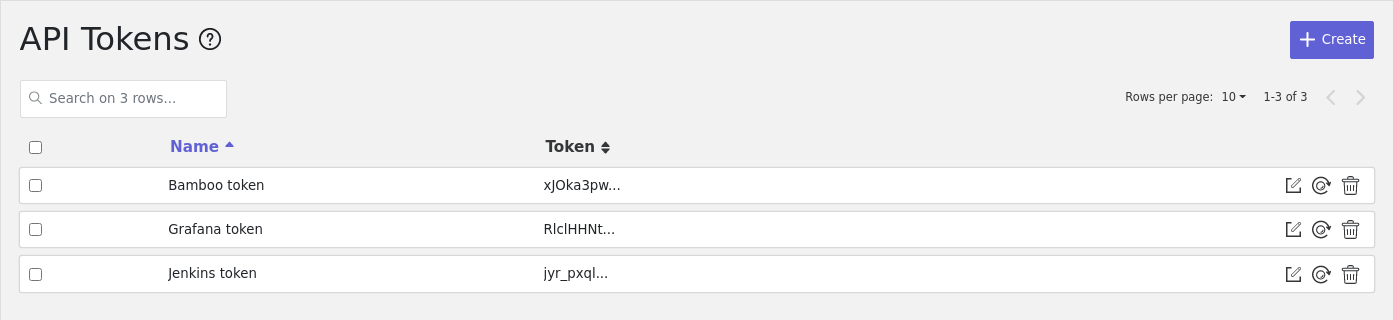 API Tokens ?
+ Create
Search on 3 rows...
Rows per page: 10 1-3 of 3
Name Token
Bamboo token xJOka3pw...
Grafana token RlclHHNt...
Jenkins token jyr_pxql...